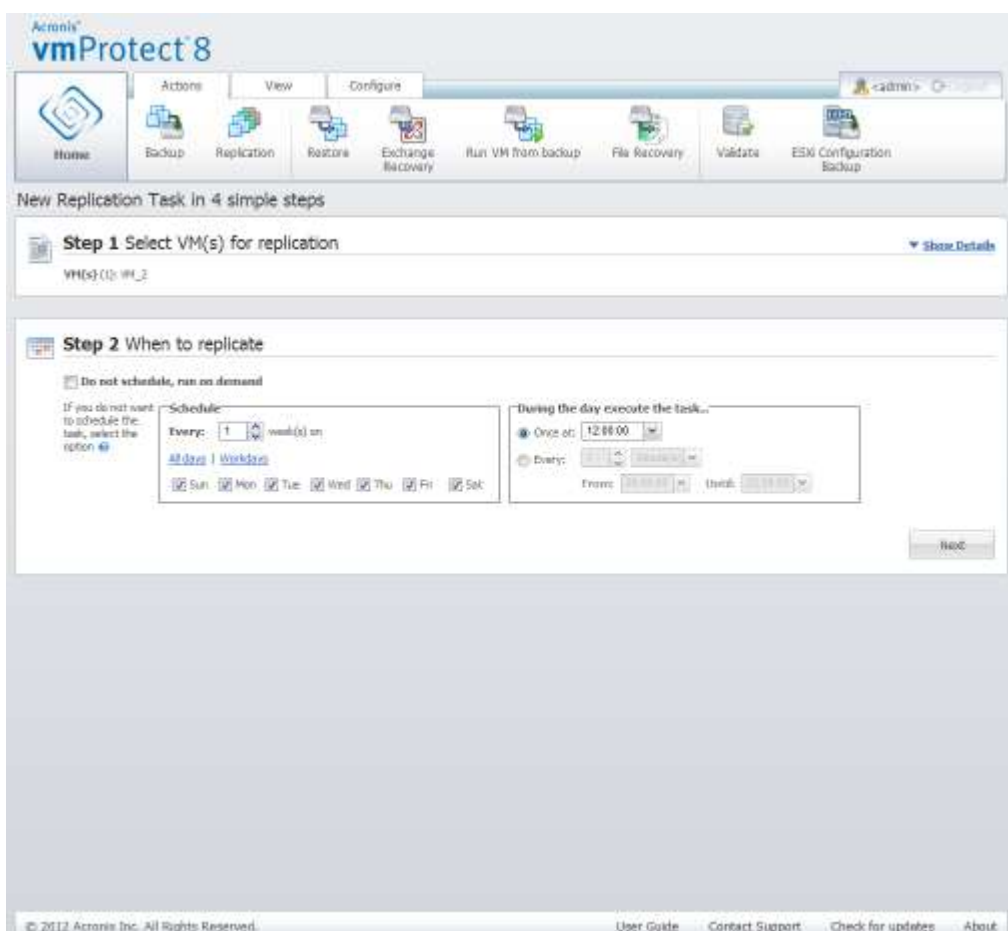 Acronis®
vmProtect 8
Actions
View
Configure
<admin>
Home
Backup
Replication
Restore
Exchange
Recovery
Run VM from backup
File Recovery
Validate
ESXi Configuration
Backup
New Replication Task in 4 simple steps
Step 1 Select VM(s) for replication
Show Details
VM(s) (1): VM_2
Step 2 When to replicate
Do not schedule, run on demand
If you do not want
to schedule the
task, select the
option
Schedule
Every: 1 week(s) on
All days | Workdays
Sun Mon Tue Wed Thu Fri Sat
During the day execute the task...
Once at: 12:00:00
Every:
From: Until:
Next
© 2012 Acronis Inc. All Rights Reserved.
User Guide Contact Support Check for updates About